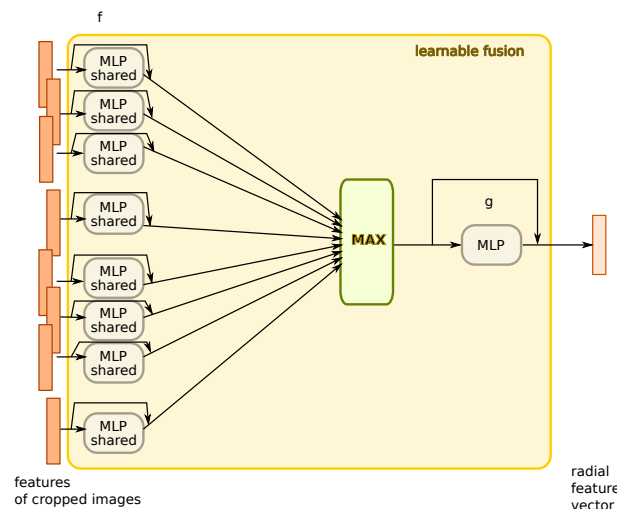 f
learnable fusion
MLP
shared
MLP
shared
MLP
shared
MLP
shared
MLP
shared
MLP
shared
MLP
shared
MLP
shared
MAX
g
MLP
features
of cropped images
radial
feature
vector